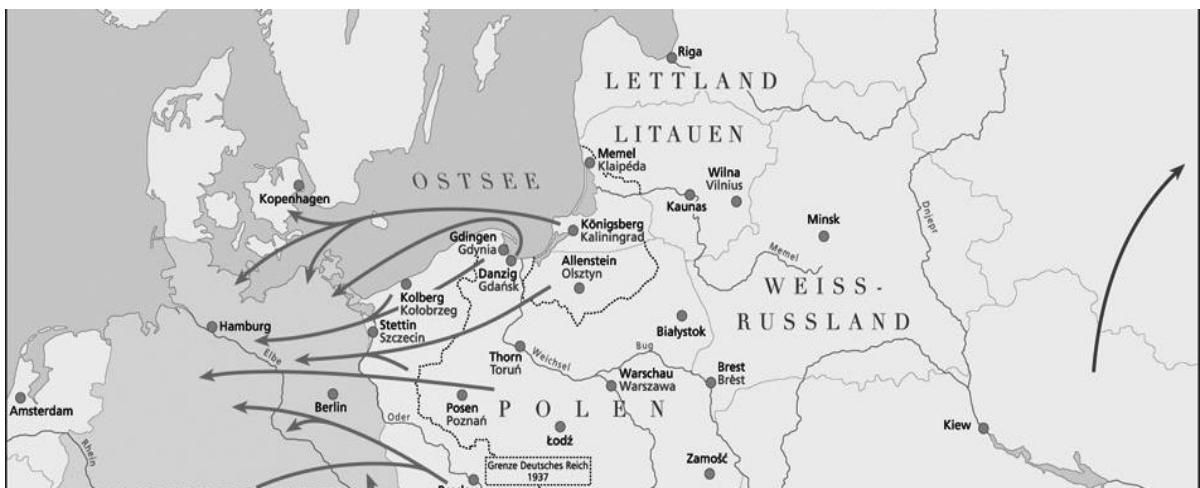 Riga
LETTLAND
LITAUEN
Memel
Klaipéda
Wilna
Vilnius
OSTSEE
Kopenhagen
Kaunas
Königsberg
Kaliningrad
Minsk
Dnjepr
Gdingen
Gdynia
Danzig
Gdańsk
Allenstein
Olsztyn
Memel
WEISS-
RUSSLAND
Kolberg
Kołobrzeg
Stettin
Szczecin
Hamburg
Białystok
Elbe
Thorn
Toruń
Weichsel
Bug
Brest
Brèst
Warschau
Warszawa
Amsterdam
Berlin
Posen
Poznań
POLEN
Oder
Łodź
Kiew
Rhein
Grenze Deutsches Reich
1937
Zamość